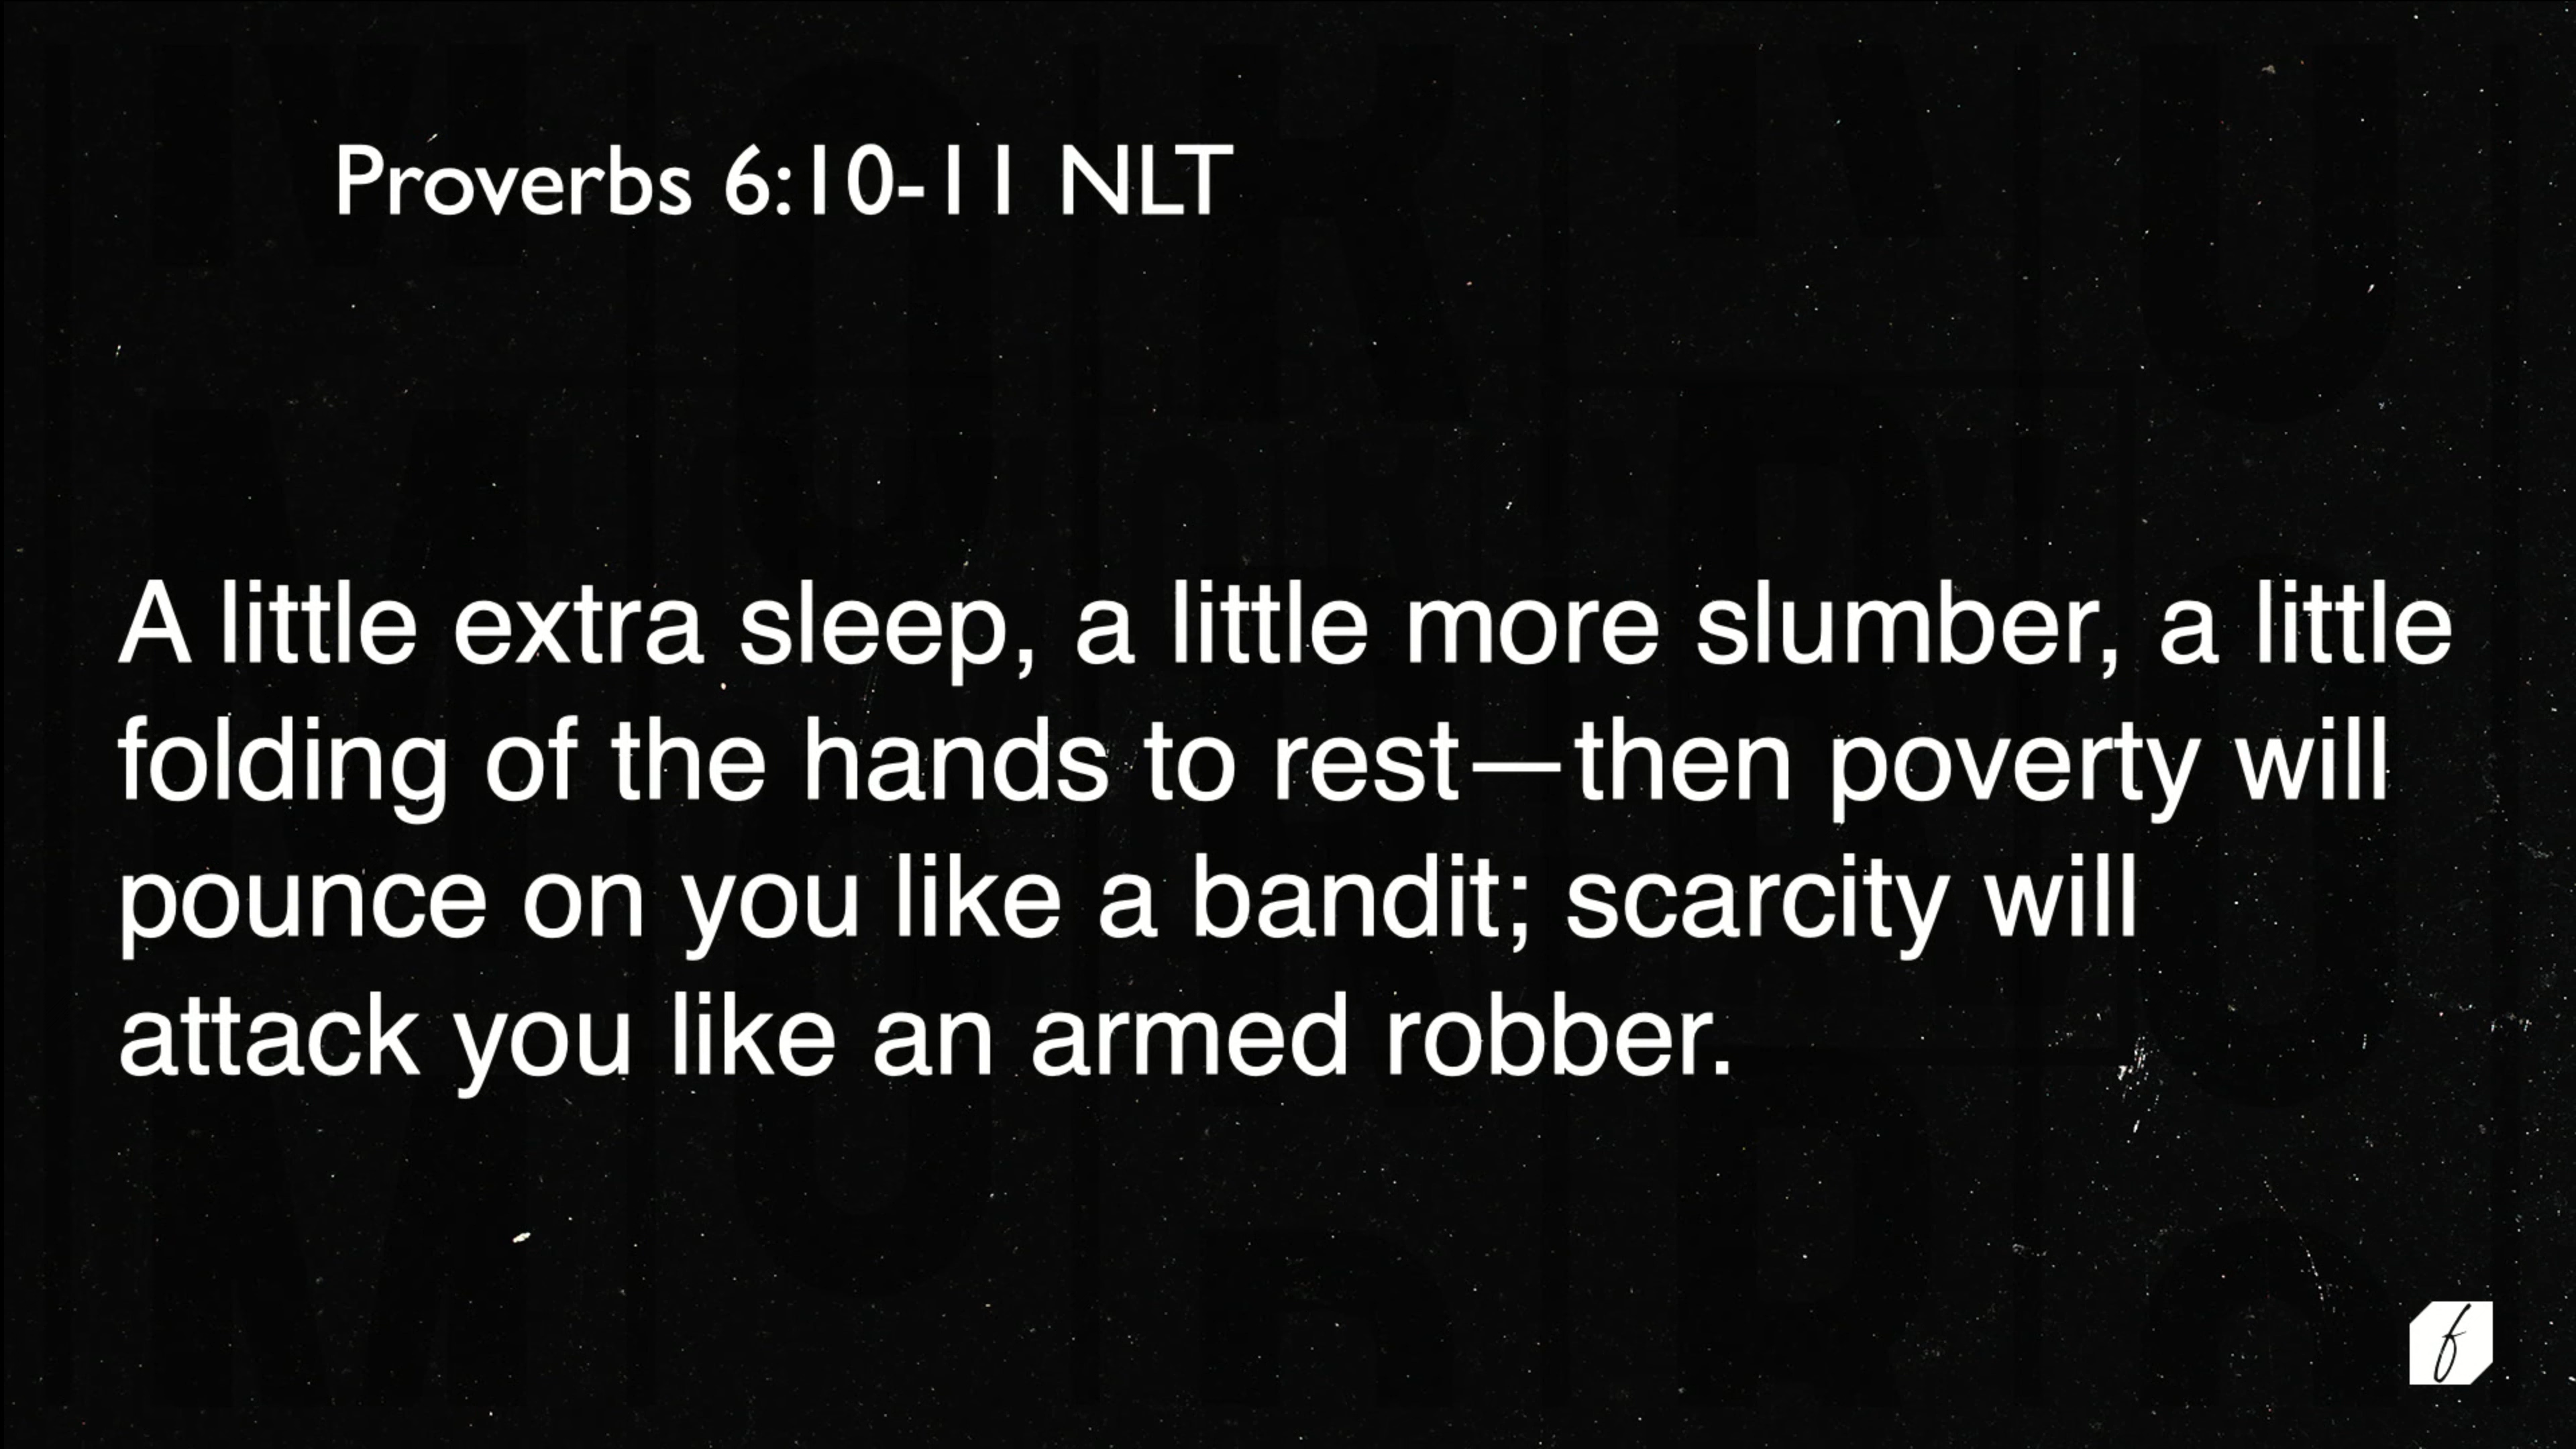 Proverbs 6:10-11 NLT
A little extra sleep, a little more slumber, a little
folding of the hands to rest—then poverty will
pounce on you like a bandit; scarcity will
attack you like an armed robber.
f